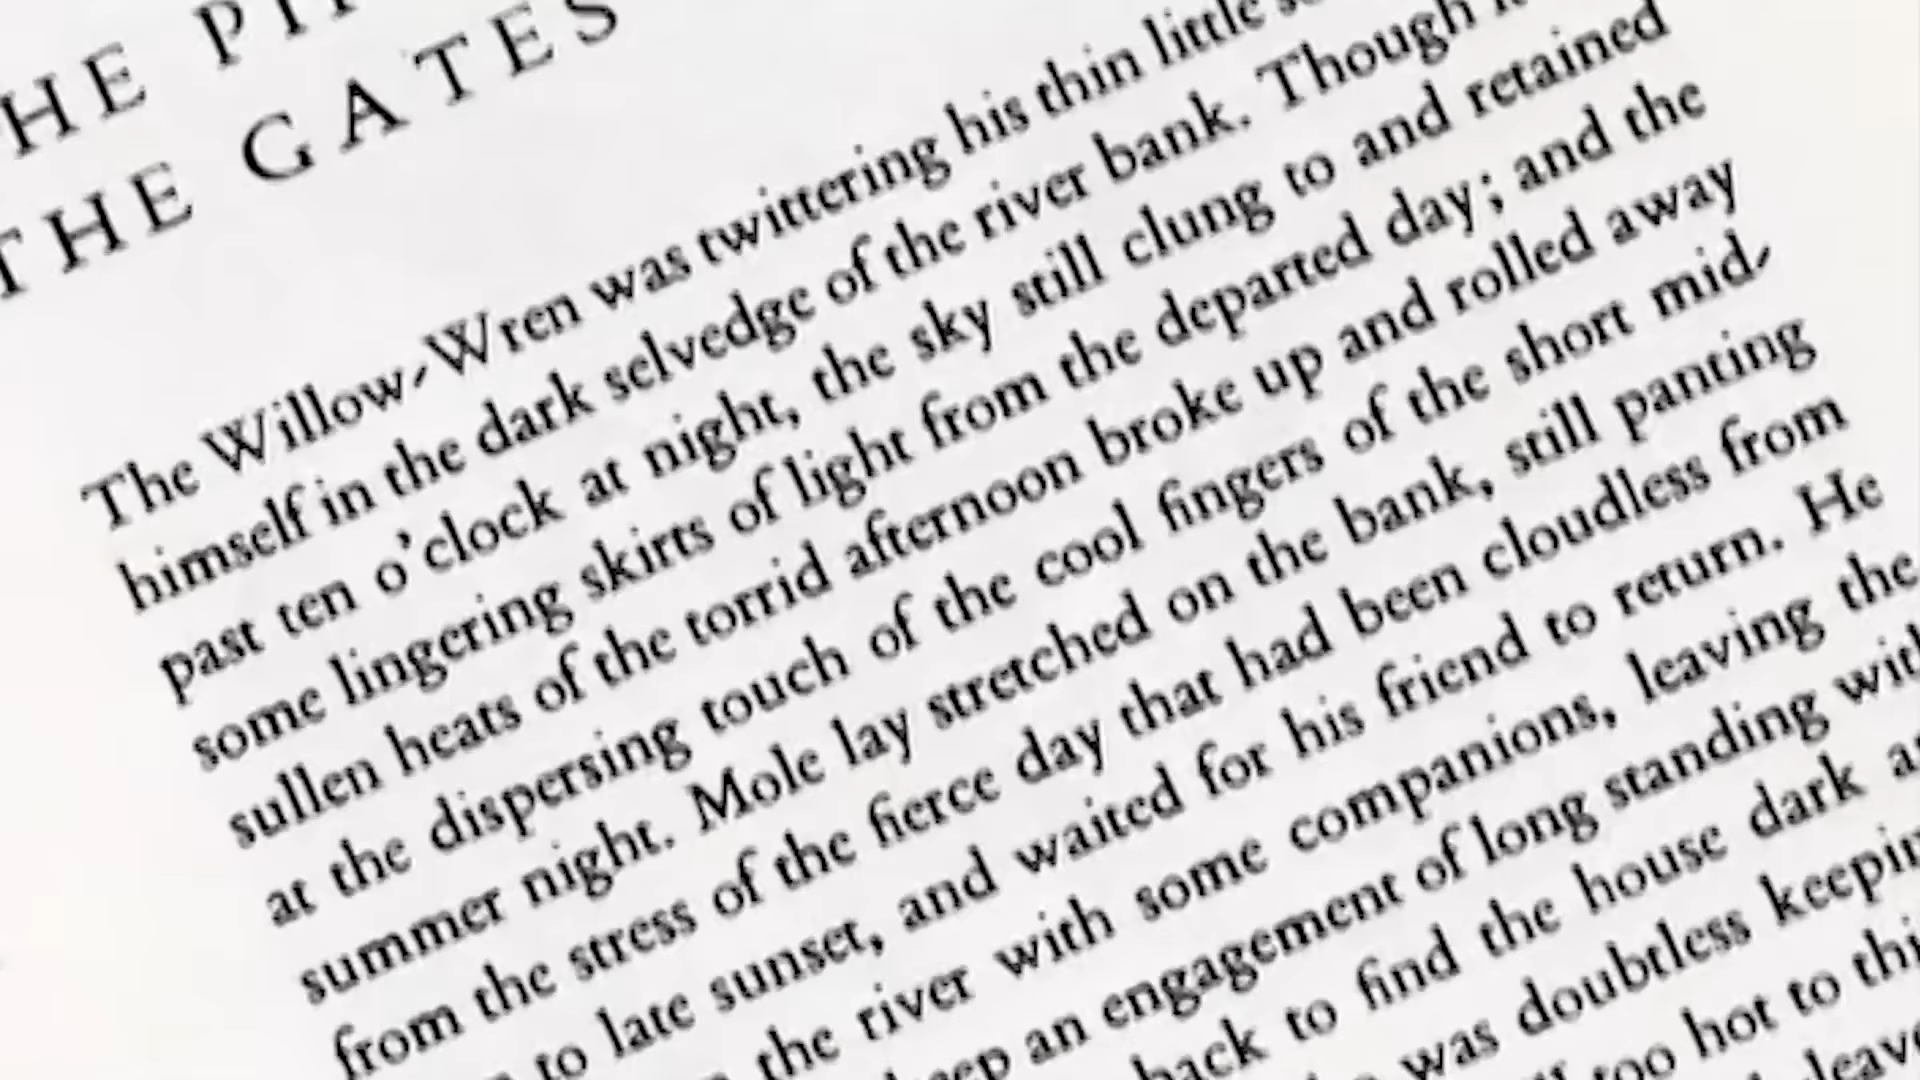 THE GATES
The Willow-Wren was twittering his thin little
himself in the dark selvedge of the river bank. Though
past ten o'clock at night, the sky still clung to and retained
some lingering skirts of light from the departed day; and the
sullen heats of the torrid afternoon broke up and rolled away
at the dispersing touch of the cool fingers of the short mid-
summer night. Mole lay stretched on the bank, still panting
from the stress of the fierce day that had been cloudless from
to late sunset, and waited for his friend to return. He
the river with some companions, leaving the
an engagement of long standing with
back to find the house dark
was doubtless
too hot to